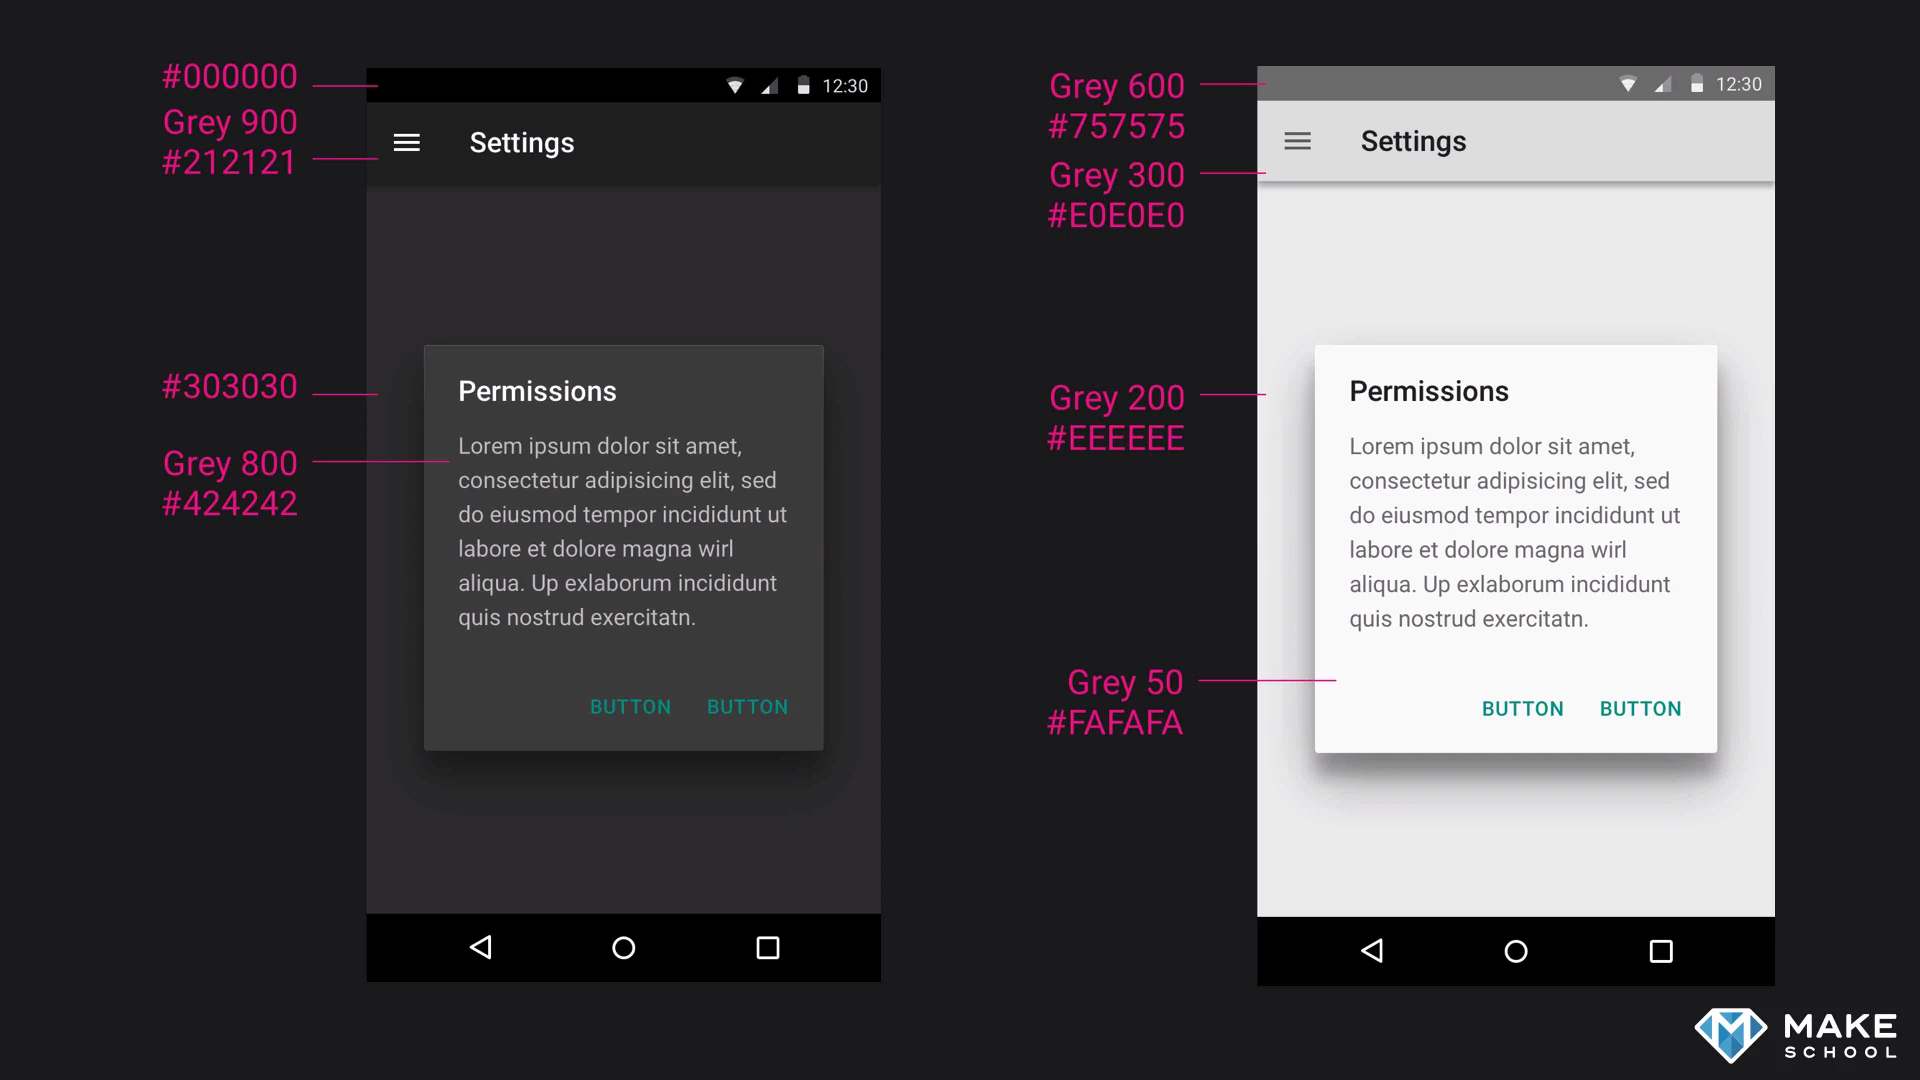 #000000
Grey 900
#212121
#303030
Grey 800
#424242
12:30
Settings
Permissions
Lorem ipsum dolor sit amet,
consectetur adipisicing elit, sed
do eiusmod tempor incididunt ut
labore et dolore magna wirl
aliqua. Up exlaborum incididunt
quis nostrud exercitatn.
BUTTON BUTTON
Grey 600
#757575
Grey 300
#E0E0E0
Grey 200
#EEEEEE
Grey 50
#FAFAFA
12:30
Settings
Permissions
Lorem ipsum dolor sit amet,
consectetur adipisicing elit, sed
do eiusmod tempor incididunt ut
labore et dolore magna wirl
aliqua. Up exlaborum incididunt
quis nostrud exercitatn.
BUTTON BUTTON
MAKE
SCHOOL